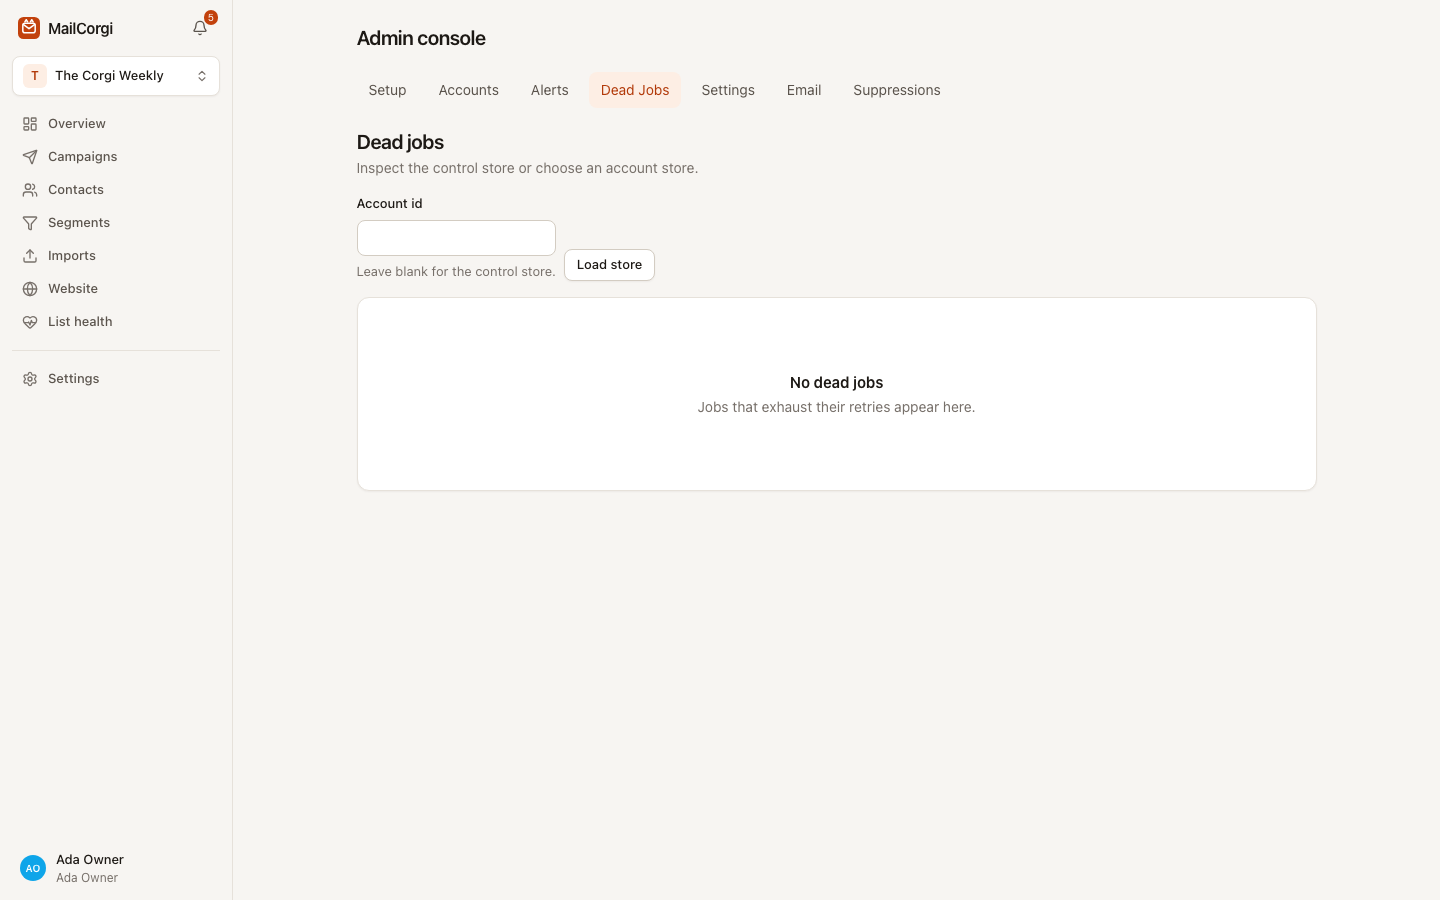 MailCorgi
5
T
The Corgi Weekly
Overview
Campaigns
Contacts
Segments
Imports
Website
List health
Settings
AO
Ada Owner
Ada Owner
Admin console
Setup Accounts Alerts Dead Jobs Settings Email Suppressions
Dead jobs
Inspect the control store or choose an account store.
Account id
Leave blank for the control store.
Load store
No dead jobs
Jobs that exhaust their retries appear here.